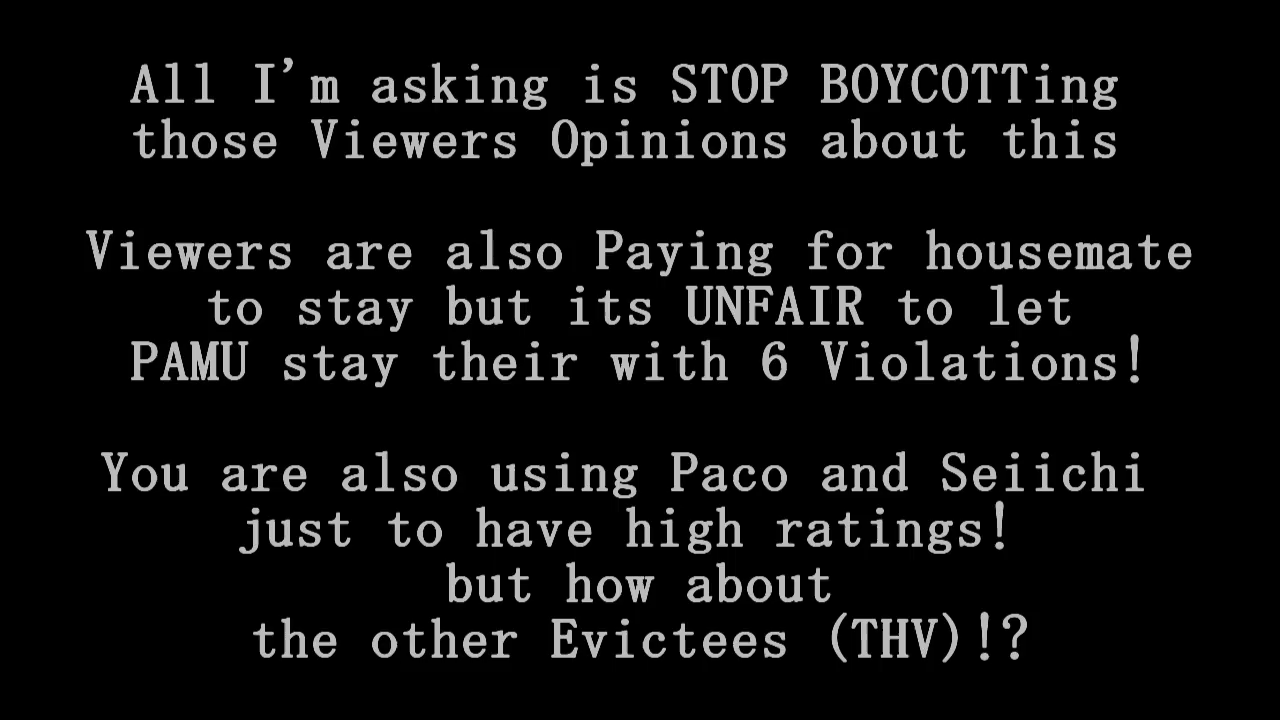 All I'm asking is STOP BOYCOTTing
those Viewers Opinions about this
Viewers are also Paying for housemate
to stay but its UNFAIR to let
PAMU stay their with 6 Violations!
You are also using Paco and Seiichi
just to have high ratings!
but how about
the other Evictees (THV)!?